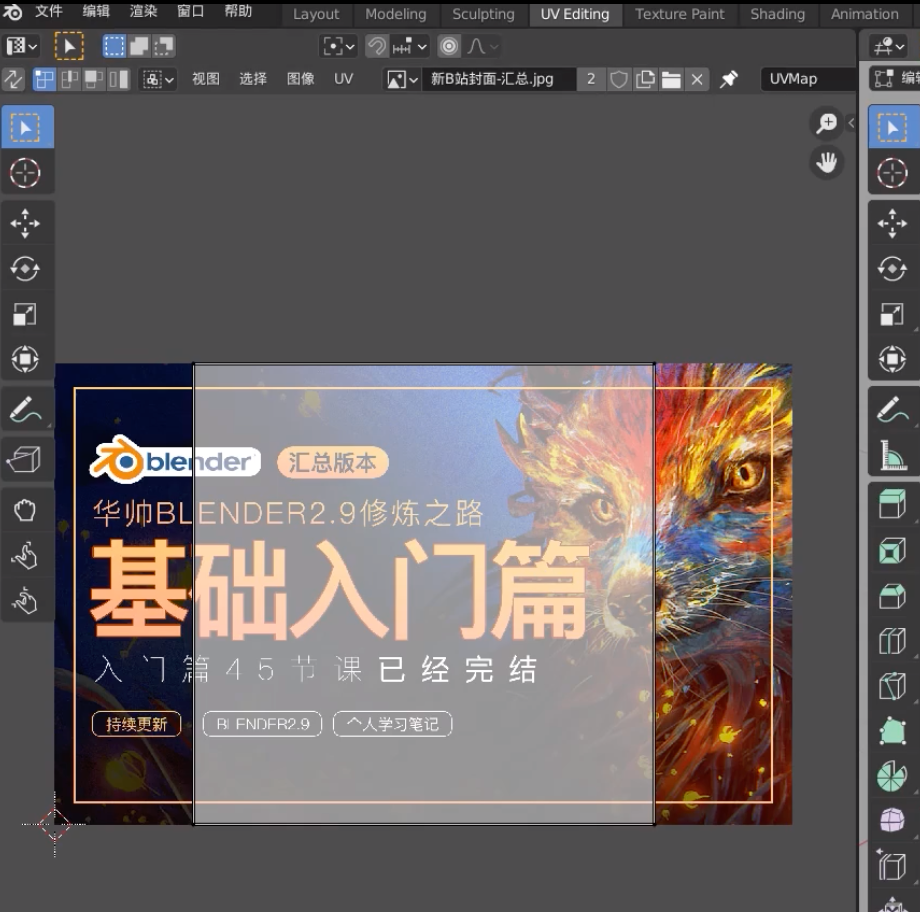 文件 编辑 渲染 窗口 帮助 Layout Modeling Sculpting UV Editing Texture Paint Shading Animation
视图 选择 图像 UV 新B站封面-汇总.jpg 2 UVMap
blender 汇总版本
华帅BLENDER2.9修炼之路
基础入门篇
入门篇45节课已经完结
持续更新 BLENDER2.9 个人学习笔记